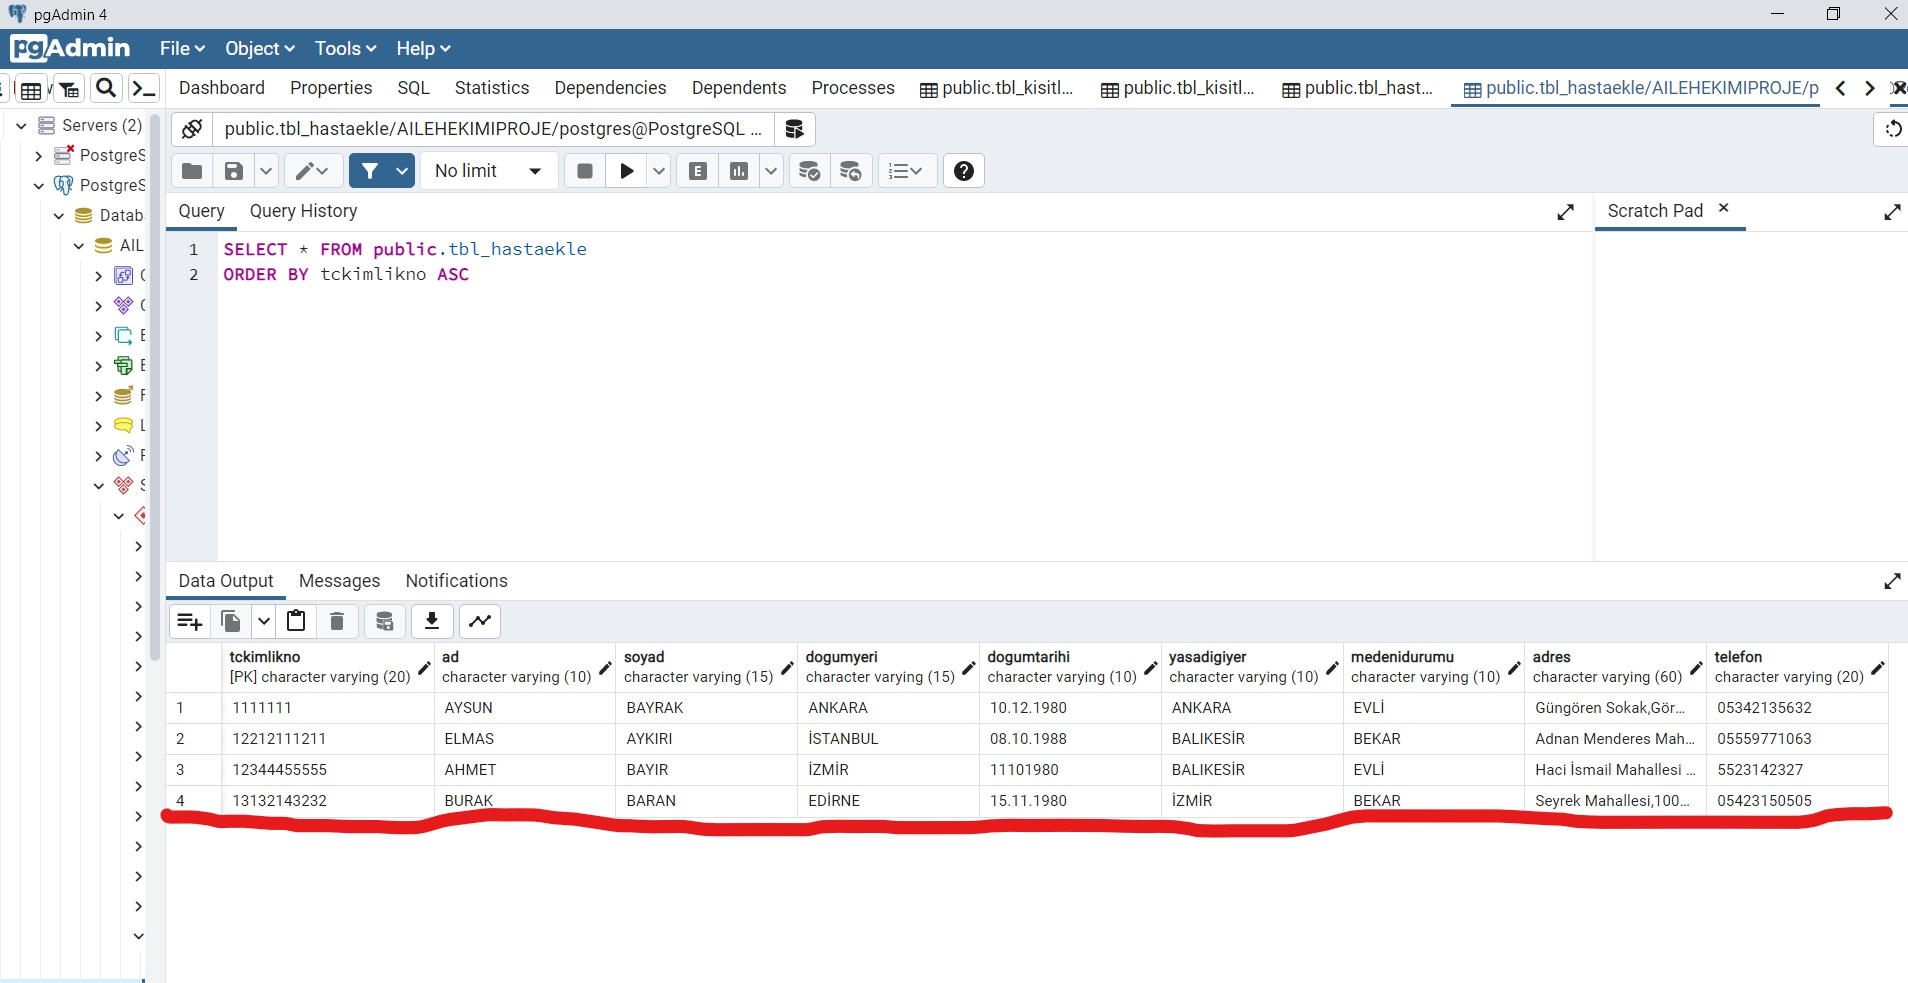 pgAdmin 4
pgAdmin File Object Tools Help
Dashboard Properties SQL Statistics Dependencies Dependents Processes public.tbl_kisitl... public.tbl_kisitl... public.tbl_hast... public.tbl_hastaekle/AILEHEKIMIPROJE/p
Servers (2)
PostgreS
PostgreS
Datab
AIL
public.tbl_hastaekle/AILEHEKIMIPROJE/postgres@PostgreSQL ...
No limit
Query Query History Scratch Pad
1 SELECT * FROM public.tbl_hastaekle
2 ORDER BY tckimlikno ASC
Data Output Messages Notifications
tckimlikno ad soyad dogumyeri dogumtarihi yasadigiyer medenidurumu adres telefon
[PK] character varying (20) character varying (10) character varying (15) character varying (15) character varying (10) character varying (10) character varying (10) character varying (60) character varying (20)
1 1111111 AYSUN BAYRAK ANKARA 10.12.1980 ANKARA EVLİ Güngören Sokak,Gör... 05342135632
2 12212111211 ELMAS AYKIRI İSTANBUL 08.10.1988 BALIKESİR BEKAR Adnan Menderes Mah... 05559771063
3 12344455555 AHMET BAYIR İZMİR 11101980 BALIKESİR EVLİ Haci İsmail Mahallesi ... 5523142327
4 13132143232 BURAK BARAN EDİRNE 15.11.1980 İZMİR BEKAR Seyrek Mahallesi,100... 05423150505